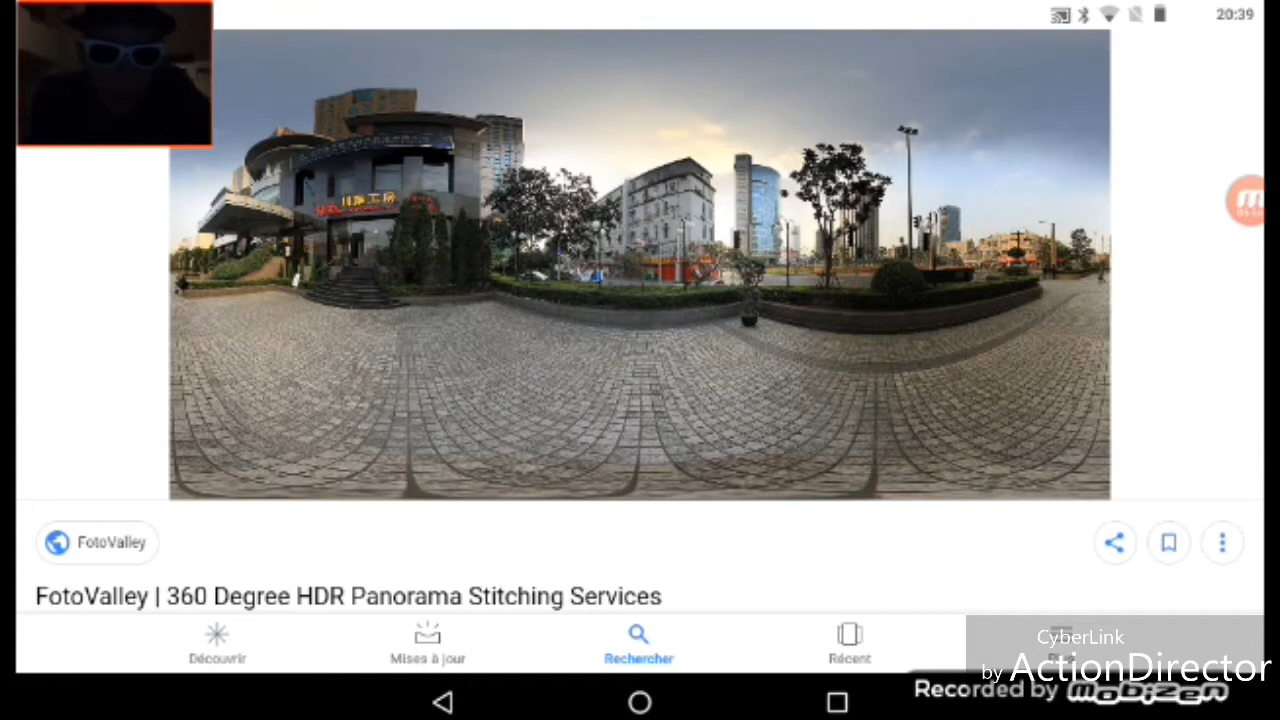 20:39
FotoValley
FotoValley | 360 Degree HDR Panorama Stitching Services
Découvrir
Mises à jour
Rechercher
Récent
CyberLink
by ActionDirector
Recorded by mobizen